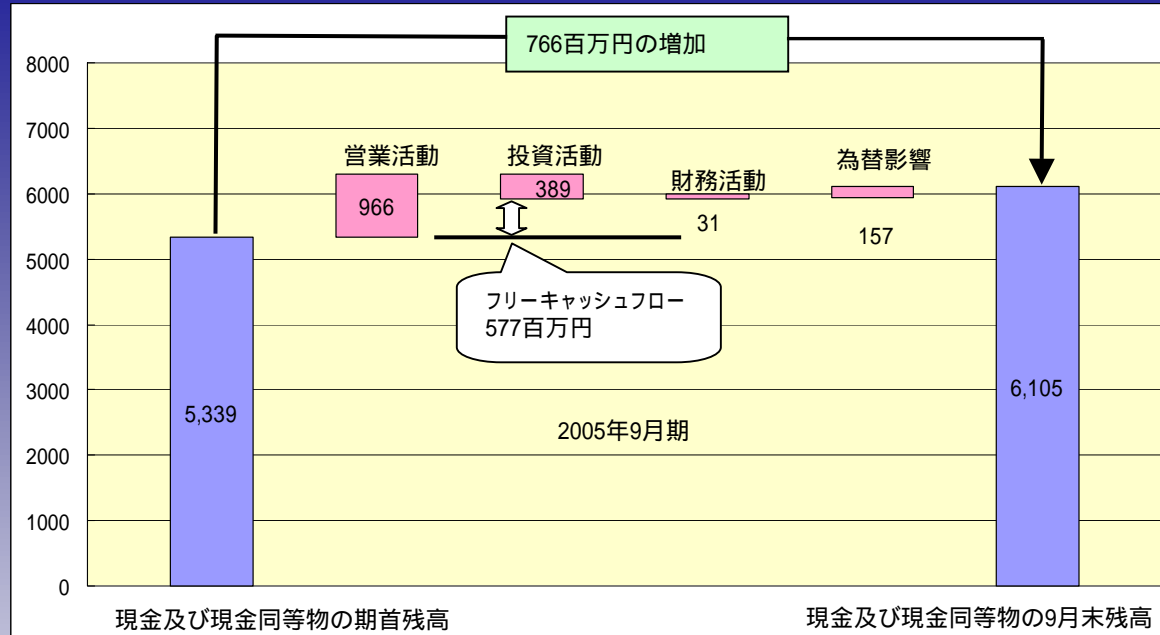 766百万円の増加
8000
7000
6000
5000
4000
3000
2000
1000
0
営業活動
投資活動
財務活動
為替影響
966
389
31
157
フリーキャッシュフロー
577百万円
5,339
6,105
2005年9月期
現金及び現金同等物の期首残高
現金及び現金同等物の9月末残高